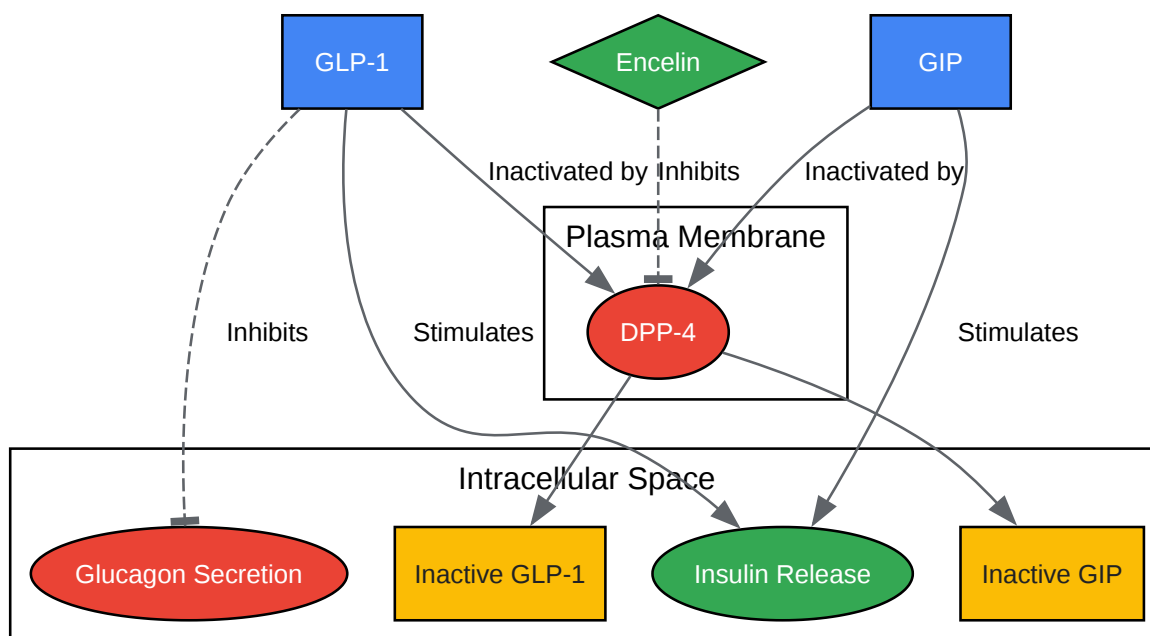 GLP-1
Encelin
GIP
Inactivated by
Inhibits
Inactivated by
Plasma Membrane
Inhibits
Stimulates
DPP-4
Stimulates
Intracellular Space
Glucagon Secretion
Inactive GLP-1
Insulin Release
Inactive GIP